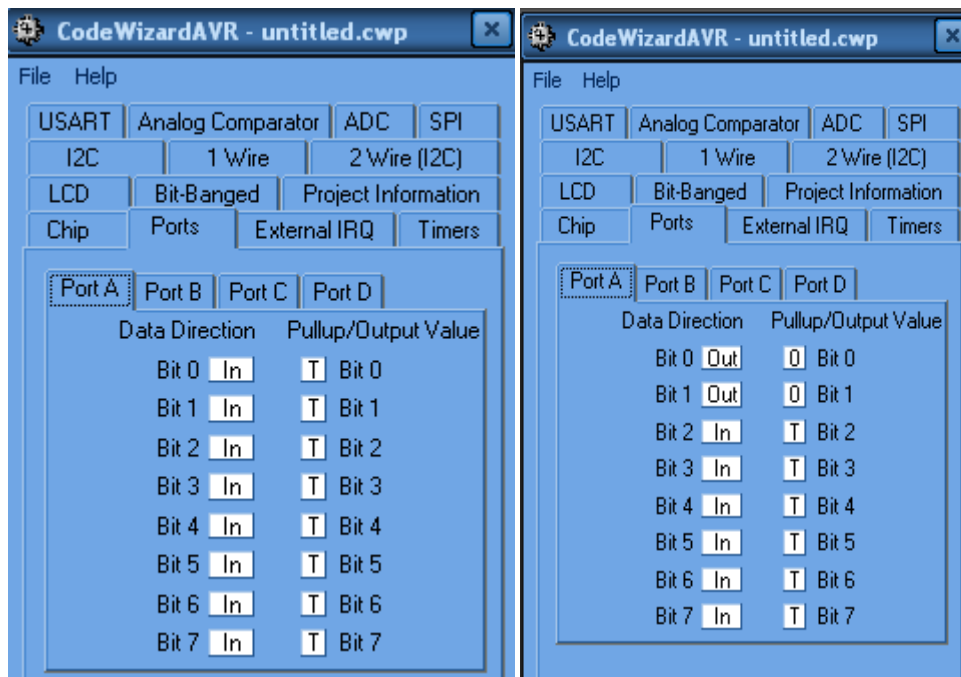 CodeWizardAVR - untitled.cwp
File Help
USART Analog Comparator ADC SPI
I2C 1 Wire 2 Wire (I2C)
LCD Bit-Banged Project Information
Chip Ports External IRQ Timers
Port A Port B Port C Port D
Data Direction Pullup/Output Value
Bit 0 In T Bit 0
Bit 1 In T Bit 1
Bit 2 In T Bit 2
Bit 3 In T Bit 3
Bit 4 In T Bit 4
Bit 5 In T Bit 5
Bit 6 In T Bit 6
Bit 7 In T Bit 7
CodeWizardAVR - untitled.cwp
File Help
USART Analog Comparator ADC SPI
I2C 1 Wire 2 Wire (I2C)
LCD Bit-Banged Project Information
Chip Ports External IRQ Timers
Port A Port B Port C Port D
Data Direction Pullup/Output Value
Bit 0 Out 0 Bit 0
Bit 1 Out 0 Bit 1
Bit 2 In T Bit 2
Bit 3 In T Bit 3
Bit 4 In T Bit 4
Bit 5 In T Bit 5
Bit 6 In T Bit 6
Bit 7 In T Bit 7